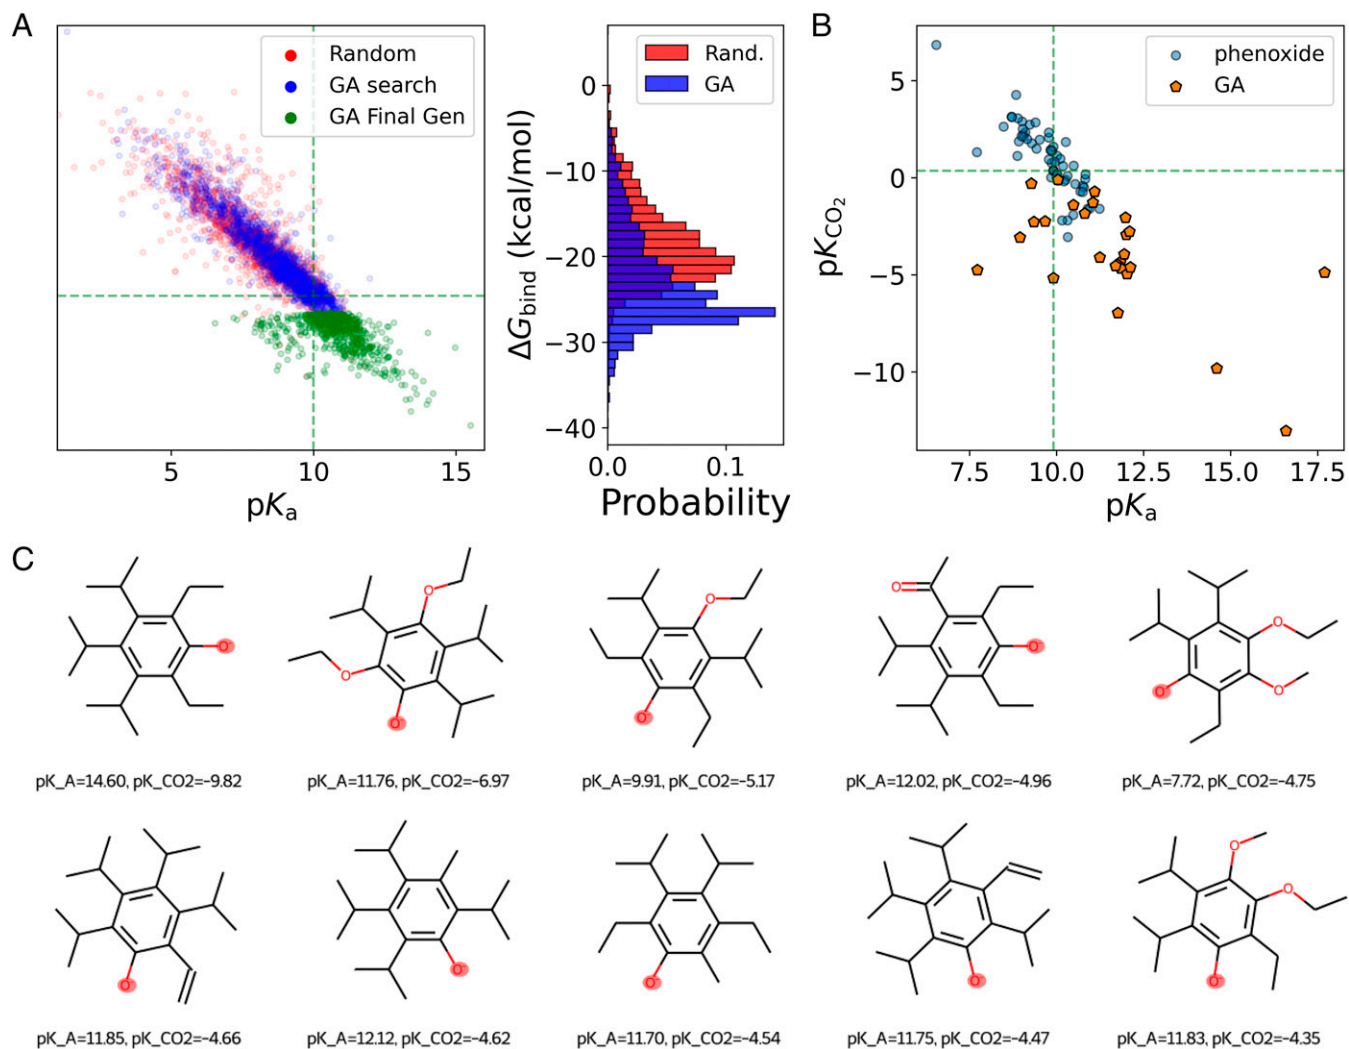 A
Random
GA search
GA Final Gen
5
10
15
pKa
0
−10
−20
−30
−40
ΔGbind (kcal/mol)
Rand.
GA
0.0
0.1
Probability
B
phenoxide
GA
5
0
−5
−10
pKCO2
7.5
10.0
12.5
15.0
17.5
pKa
C
O
O
O
O−
O−
O
O−
O
O−
O
O
O−
pK_A=14.60, pK_CO2=−9.82
pK_A=11.76, pK_CO2=−6.97
pK_A=9.91, pK_CO2=−5.17
pK_A=12.02, pK_CO2=−4.96
pK_A=7.72, pK_CO2=−4.75
O−
O−
O−
O−
O
O
O−
pK_A=11.85, pK_CO2=−4.66
pK_A=12.12, pK_CO2=−4.62
pK_A=11.70, pK_CO2=−4.54
pK_A=11.75, pK_CO2=−4.47
pK_A=11.83, pK_CO2=−4.35